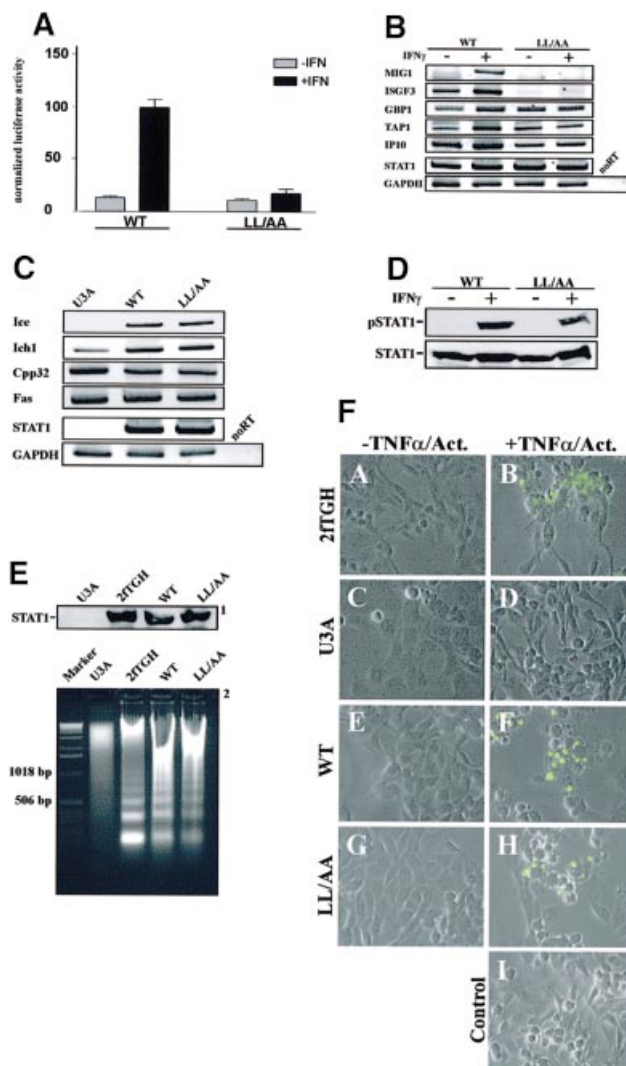 A
150
100
50
0
normalized luciferase activity
-IFN
+IFN
WT
LL/AA
B
WT
LL/AA
IFNγ
-
+
-
+
MIG1
ISGF3
GBP1
TAP1
IP10
STAT1
GAPDH
noRT
C
U3A
WT
LL/AA
Ice
Ich1
Cpp32
Fas
STAT1
GAPDH
noRT
D
WT
LL/AA
IFNγ
-
+
-
+
pSTAT1-
STAT1-
E
U3A
2fTGH
WT
LL/AA
STAT1-
1
Marker
U3A
2fTGH
WT
LL/AA
2
1018 bp
506 bp
F
-TNFα/Act.
+TNFα/Act.
2fTGH
A
B
U3A
C
D
WT
E
F
LL/AA
G
H
Control
I